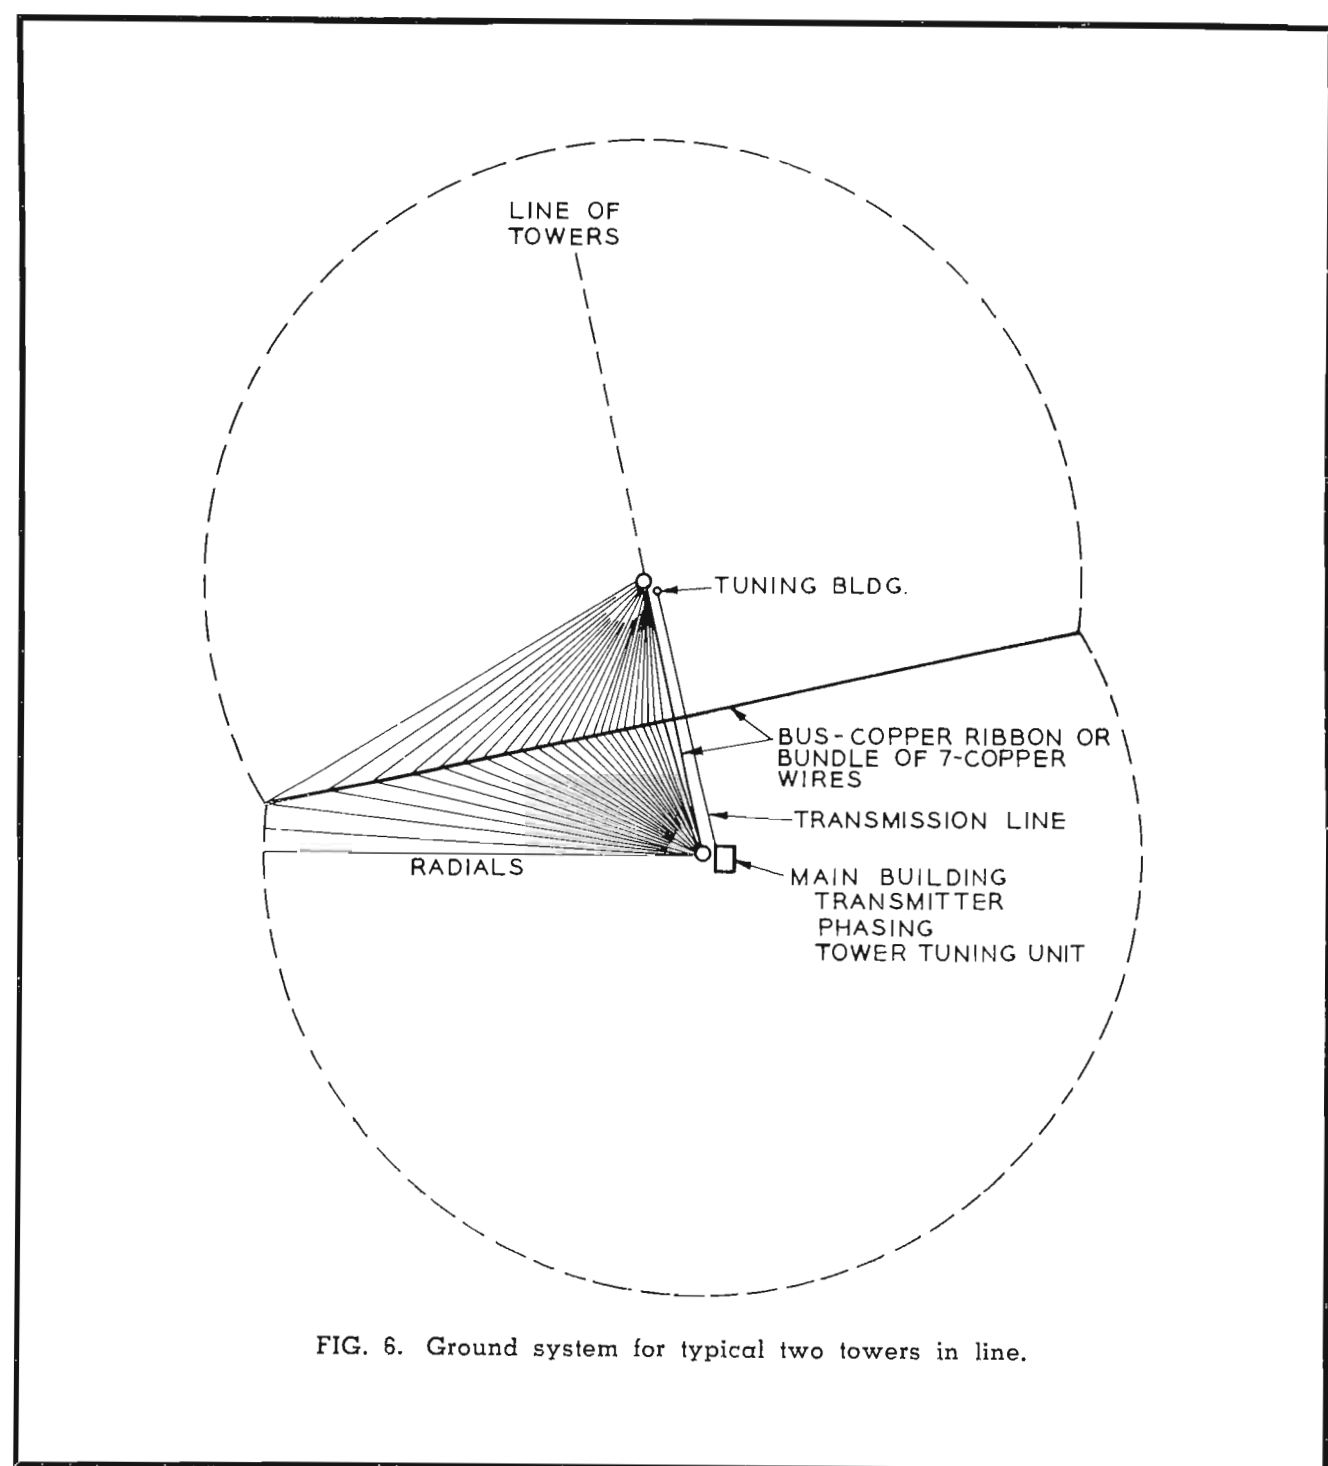 LINE OF
TOWERS
TUNING BLDG.
BUS-COPPER RIBBON OR
BUNDLE OF 7-COPPER
WIRES
TRANSMISSION LINE
RADIALS
MAIN BUILDING
TRANSMITTER
PHASING
TOWER TUNING UNIT
FIG. 6. Ground system for typical two towers in line.